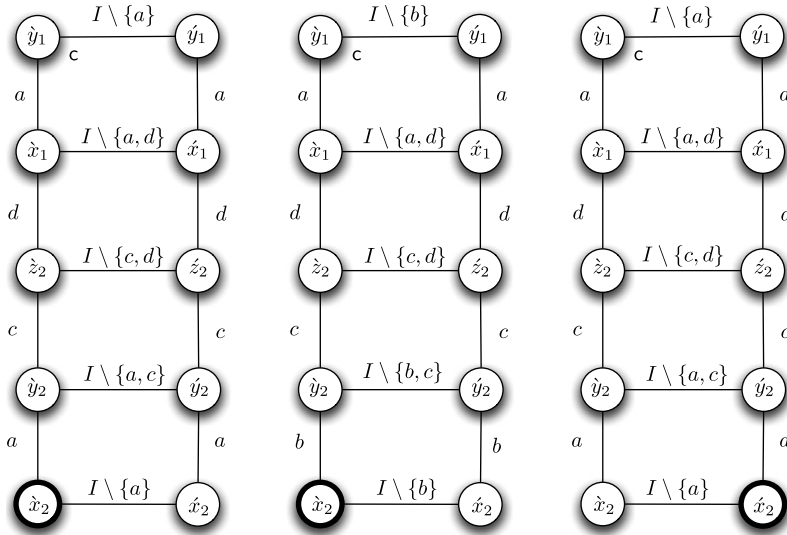 ỳ₁ I \ {a} ý₁ ỳ₁ I \ {b} ý₁ ỳ₁ I \ {a} ý₁
c c c
a a a a a a
x̀₁ I \ {a, d} x́₁ x̀₁ I \ {a, d} x́₁ x̀₁ I \ {a, d} x́₁
d d d d d d
z̀₂ I \ {c, d} ź₂ z̀₂ I \ {c, d} ź₂ z̀₂ I \ {c, d} ź₂
c c c c c c
ỳ₂ I \ {a, c} ý₂ ỳ₂ I \ {b, c} ý₂ ỳ₂ I \ {a, c} ý₂
a a b b a a
x̀₂ I \ {a} x́₂ x̀₂ I \ {b} x́₂ x̀₂ I \ {a} x́₂